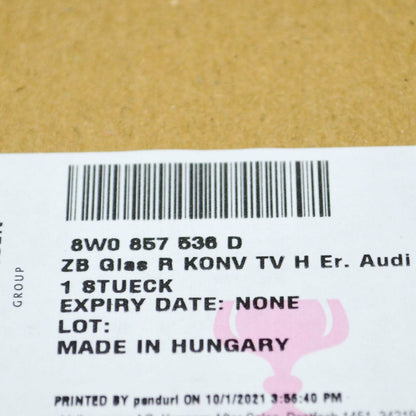 8W0 857 536 D
ZB Glas R KONV TV H Er. Audi
1 STUECK
EXPIRY DATE: NONE
LOT:
MADE IN HUNGARY
PRINTED BY pandurl ON 10/1/2021 3:56:40 PM
GROUP